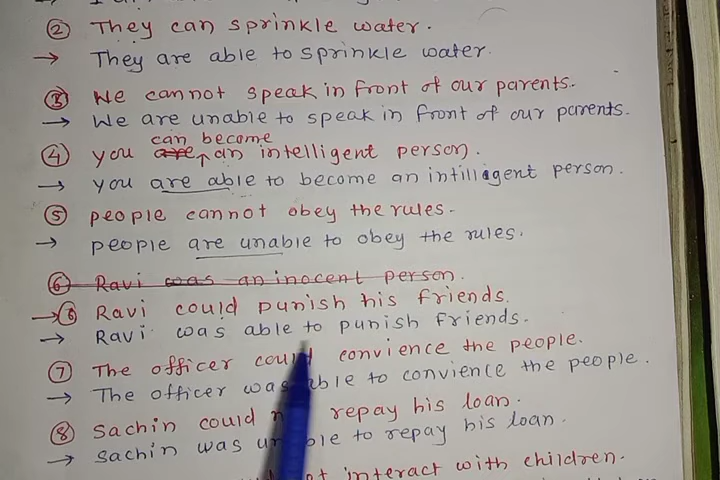 ② They can sprinkle water.
→ They are able to sprinkle water.
③ We cannot speak in front of our parents.
→ We are unable to speak in front of our parents.
can become
④ You are an intelligent person.
→ You are able to become an intilligent person.
⑤ people cannot obey the rules.
→ people are unable to obey the rules.
⑥ Ravi was an inocent person.
→ ⑥ Ravi could punish his friends.
→ Ravi was able to punish friends.
⑦ The officer could convience the people.
→ The officer was able to convience the people.
⑧ Sachin could repay his loan.
→ Sachin was unable to repay his loan.
interact with children.